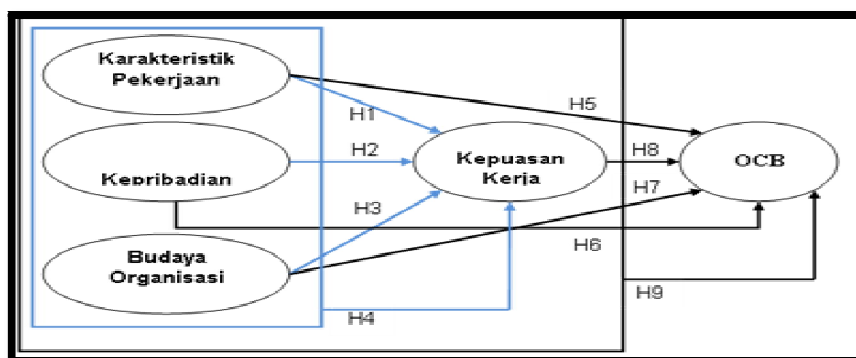 Karakteristik
Pekerjaan
H5
H1
H2
Kepribadian
Kepuasan
Kerja
H8
OCB
H7
H3
Budaya
Organisasi
H6
H4
H9